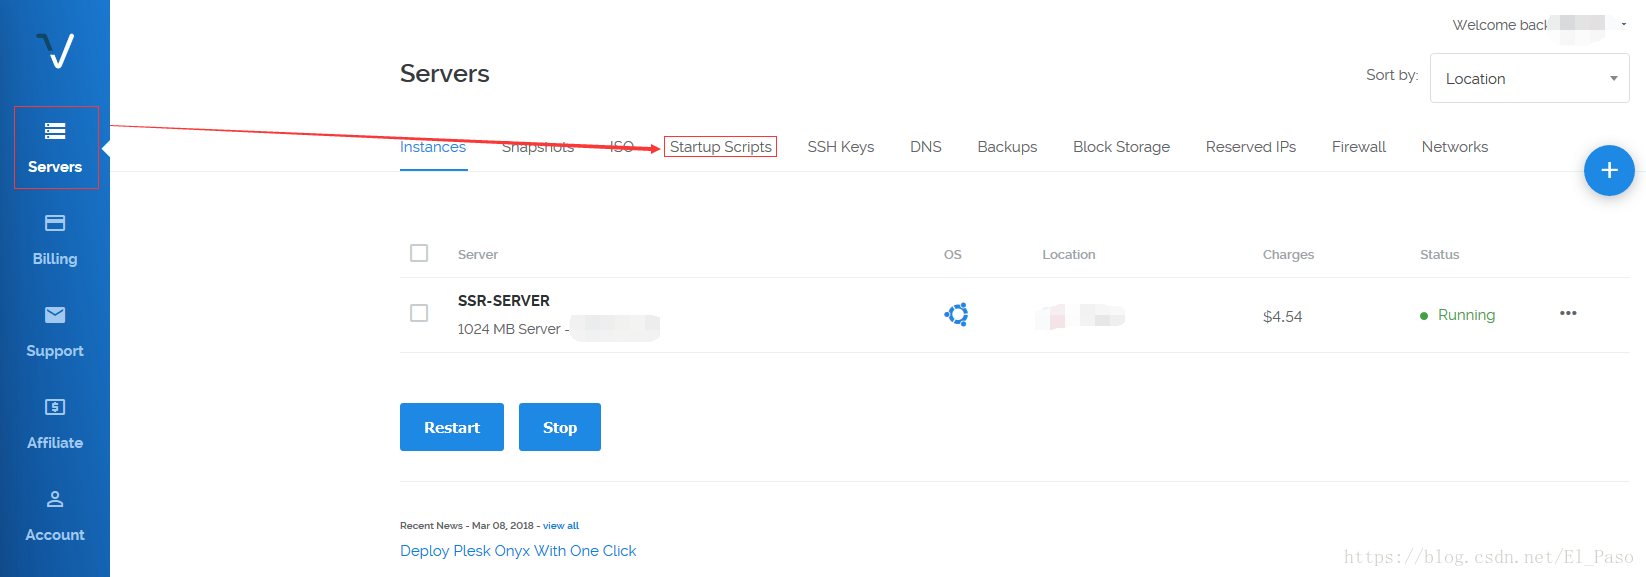 Welcome back
Servers
Sort by:
Location
Servers
Instances Snapshots ISO Startup Scripts SSH Keys DNS Backups Block Storage Reserved IPs Firewall Networks
+
Billing
Server OS Location Charges Status
SSR-SERVER
1024 MB Server -
$4.54
Running
•••
Support
Affiliate
Restart
Stop
Account
Recent News - Mar 08, 2018 - view all
Deploy Plesk Onyx With One Click
https://blog.csdn.net/El_Paso